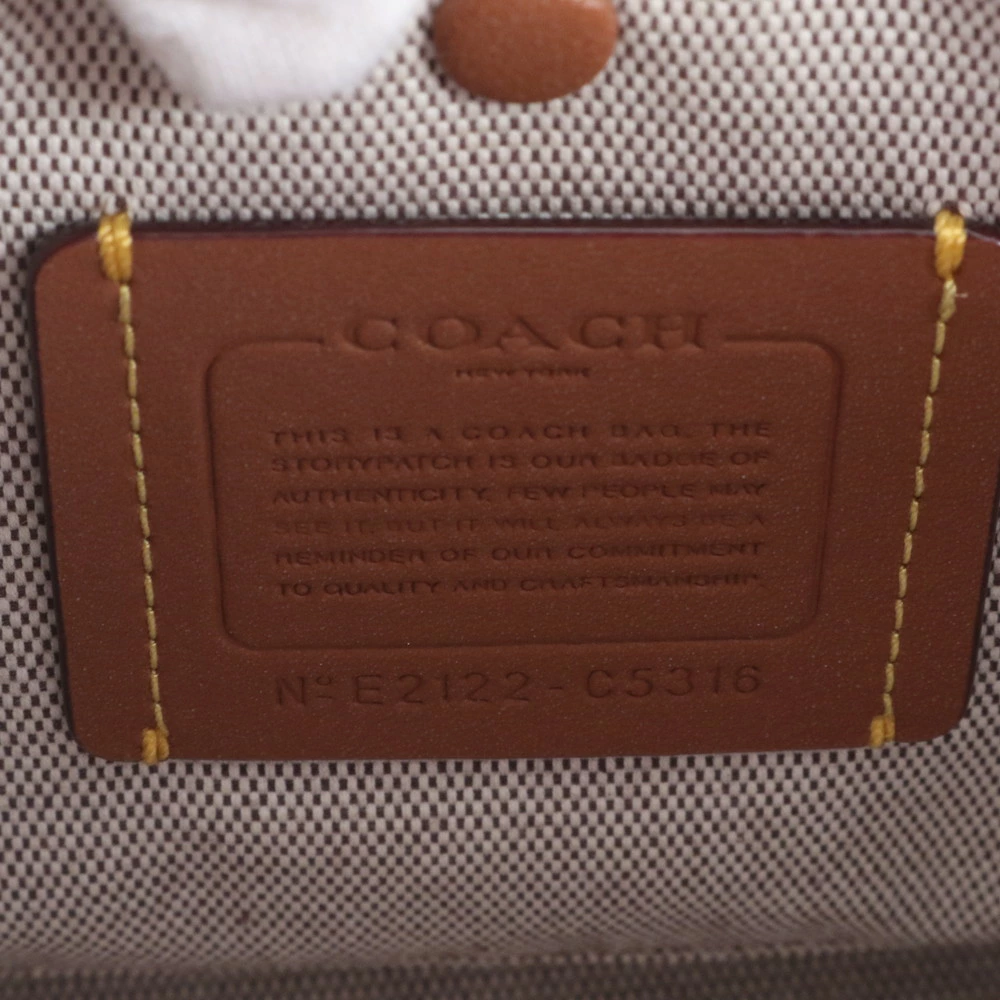 COACH
NEW YORK
THIS IS A COACH BAG. THE
STORYPATCH IS OUR BADGE OF
AUTHENTICITY. FEW PEOPLE MAY
SEE IT, BUT IT WILL ALWAYS BE A
REMINDER OF OUR COMMITMENT
TO QUALITY AND CRAFTSMANSHIP.
Nº E2122-C5316